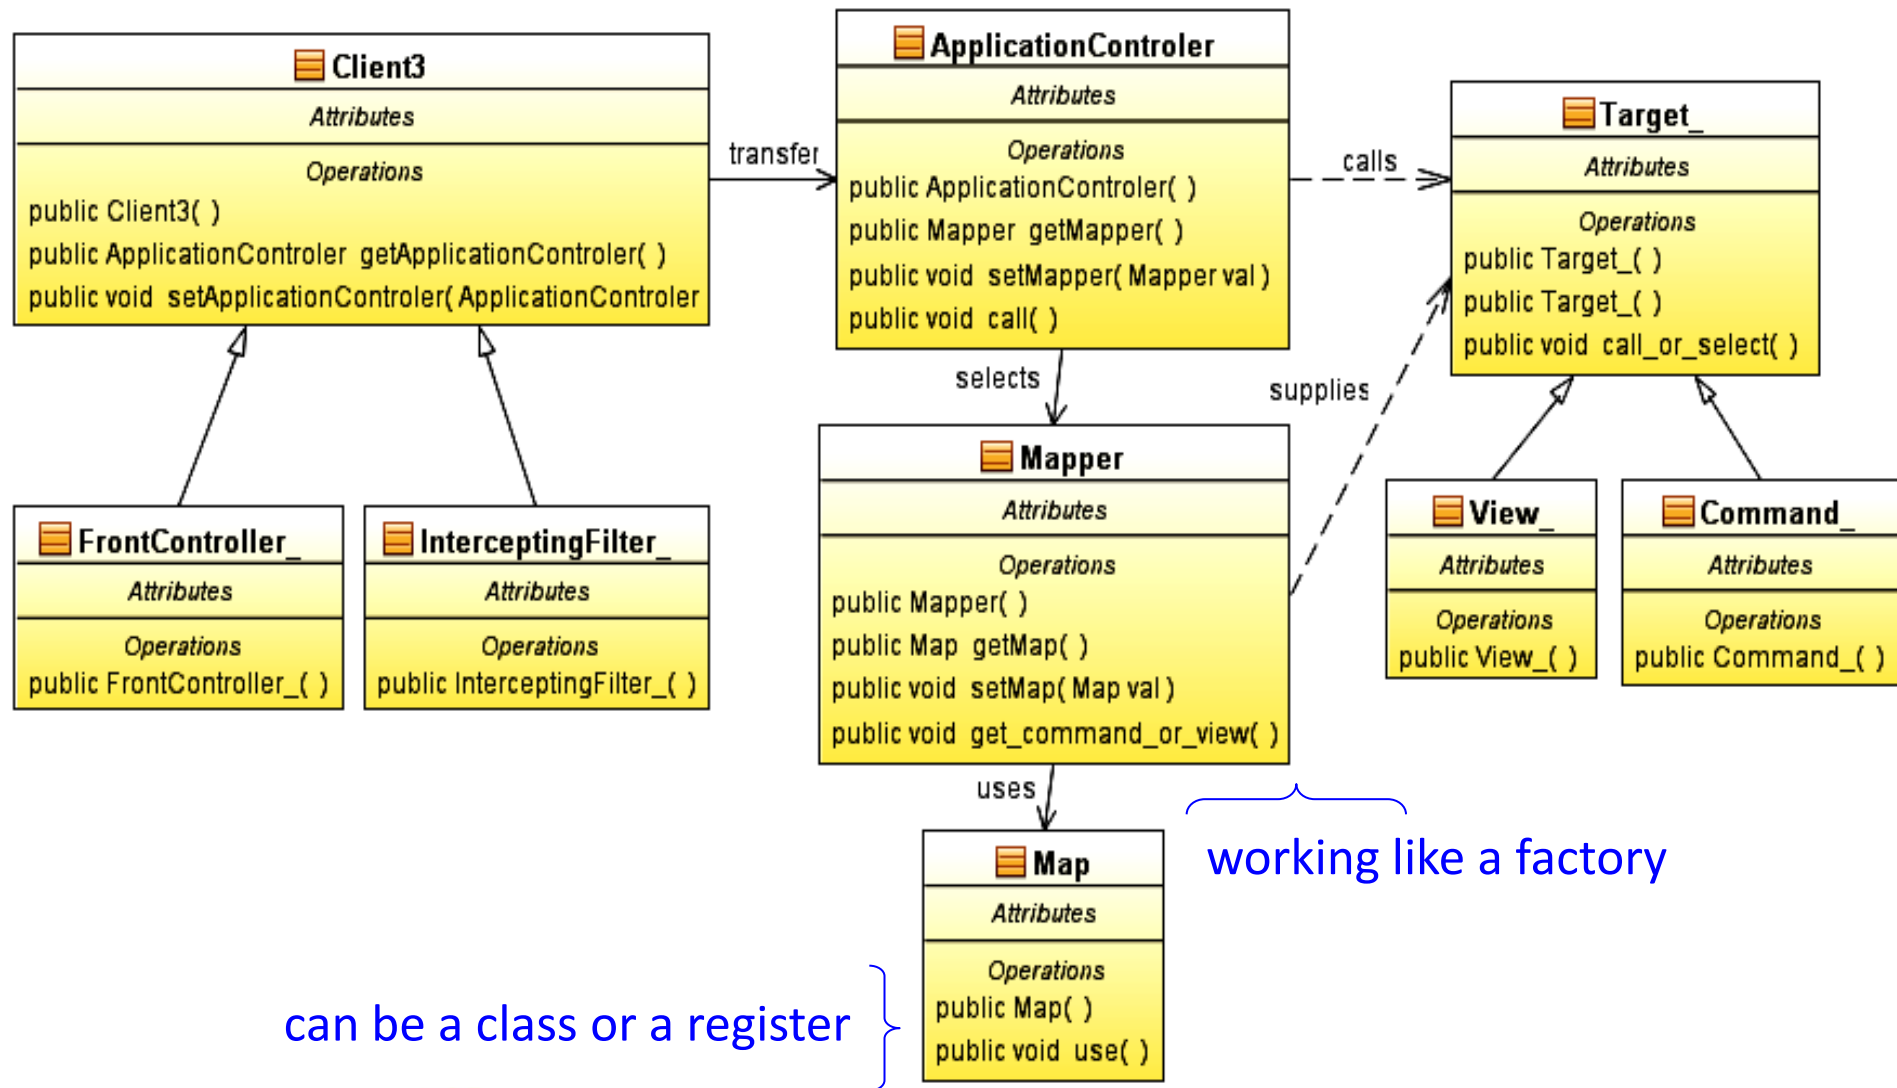 Client3
Attributes
Operations
public Client3( )
public ApplicationControler getApplicationControler( )
public void setApplicationControler( ApplicationControler
transfer
ApplicationControler
Attributes
Operations
public ApplicationControler( )
public Mapper getMapper( )
public void setMapper( Mapper val )
public void call( )
calls
Target_
Attributes
Operations
public Target_( )
public Target_( )
public void call_or_select( )
selects
supplies
FrontController_
Attributes
Operations
public FrontController_( )
InterceptingFilter_
Attributes
Operations
public InterceptingFilter_( )
Mapper
Attributes
Operations
public Mapper( )
public Map getMap( )
public void setMap( Map val )
public void get_command_or_view( )
View_
Attributes
Operations
public View_( )
Command_
Attributes
Operations
public Command_( )
uses
working like a factory
Map
Attributes
Operations
public Map( )
public void use( )
can be a class or a register